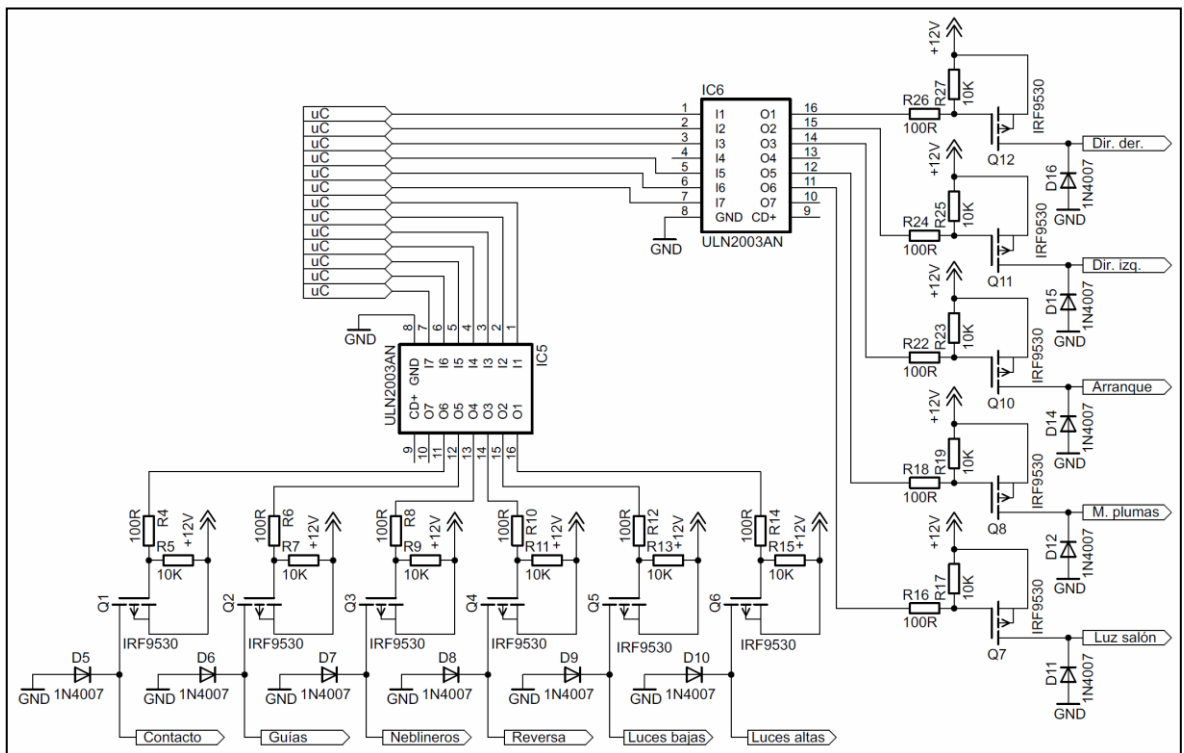 uC
uC
uC
uC
uC
uC
uC
uC
uC
uC
uC
uC
uC
IC6
1 I1 O1 16
2 I2 O2 15
3 I3 O3 14
4 I4 O4 13
5 I5 O5 12
6 I6 O6 11
7 I7 O7 10
8 GND CD+ 9
ULN2003AN
GND
+12V
R27
10K
R26
100R
IRF9530
Q12
Dir. der.
D16
1N4007
GND
+12V
R25
10K
R24
100R
IRF9530
Q11
Dir. izq.
D15
1N4007
GND
+12V
R23
10K
R22
100R
IRF9530
Q10
Arranque
D14
1N4007
GND
+12V
R19
10K
R18
100R
IRF9530
Q8
M. plumas
D12
1N4007
GND
+12V
R17
10K
R16
100R
IRF9530
Q7
Luz salón
D11
1N4007
GND
GND
8 7 6 5 4 3 2 1
GND I7 I6 I5 I4 I3 I2 I1
IC5
ULN2003AN
CD+ O7 O6 O5 O4 O3 O2 O1
9 10 11 12 13 14 15 16
100R
R4
+12V
R5
10K
Q1
IRF9530
D5
GND
1N4007
Contacto
100R
R6
+12V
R7
10K
Q2
IRF9530
D6
GND
1N4007
Guias
100R
R8
+12V
R9
10K
Q3
IRF9530
D7
GND
1N4007
Neblineros
100R
R10
+12V
R11
10K
Q4
IRF9530
D8
GND
1N4007
Reversa
100R
R12
+12V
R13
10K
Q5
IRF9530
D9
GND
1N4007
Luces bajas
100R
R14
+12V
R15
10K
Q6
IRF9530
D10
GND
1N4007
Luces altas